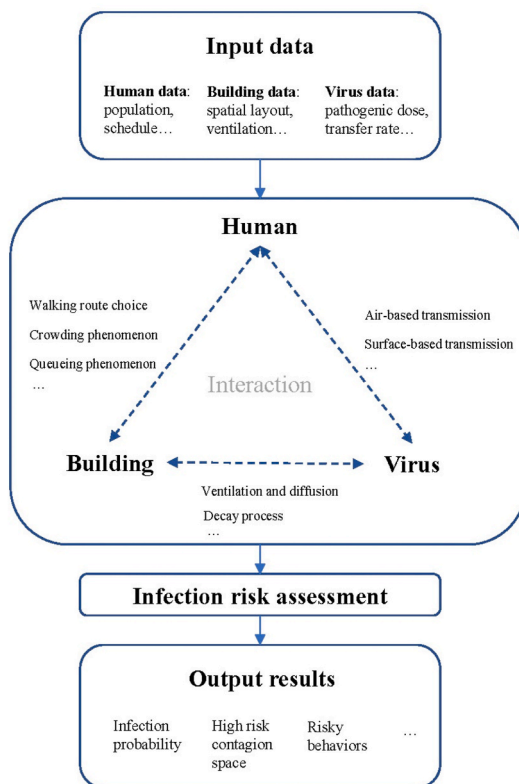 Input data
Human data: Building data: Virus data:
population, spatial layout, pathogenic dose,
schedule... ventilation... transfer rate...
Human
Walking route choice
Air-based transmission
Crowding phenomenon
Surface-based transmission
Queueing phenomenon
...
...
Interaction
Building
Virus
Ventilation and diffusion
Decay process
...
Infection risk assessment
Output results
Infection High risk Risky ...
probability contagion behaviors
space